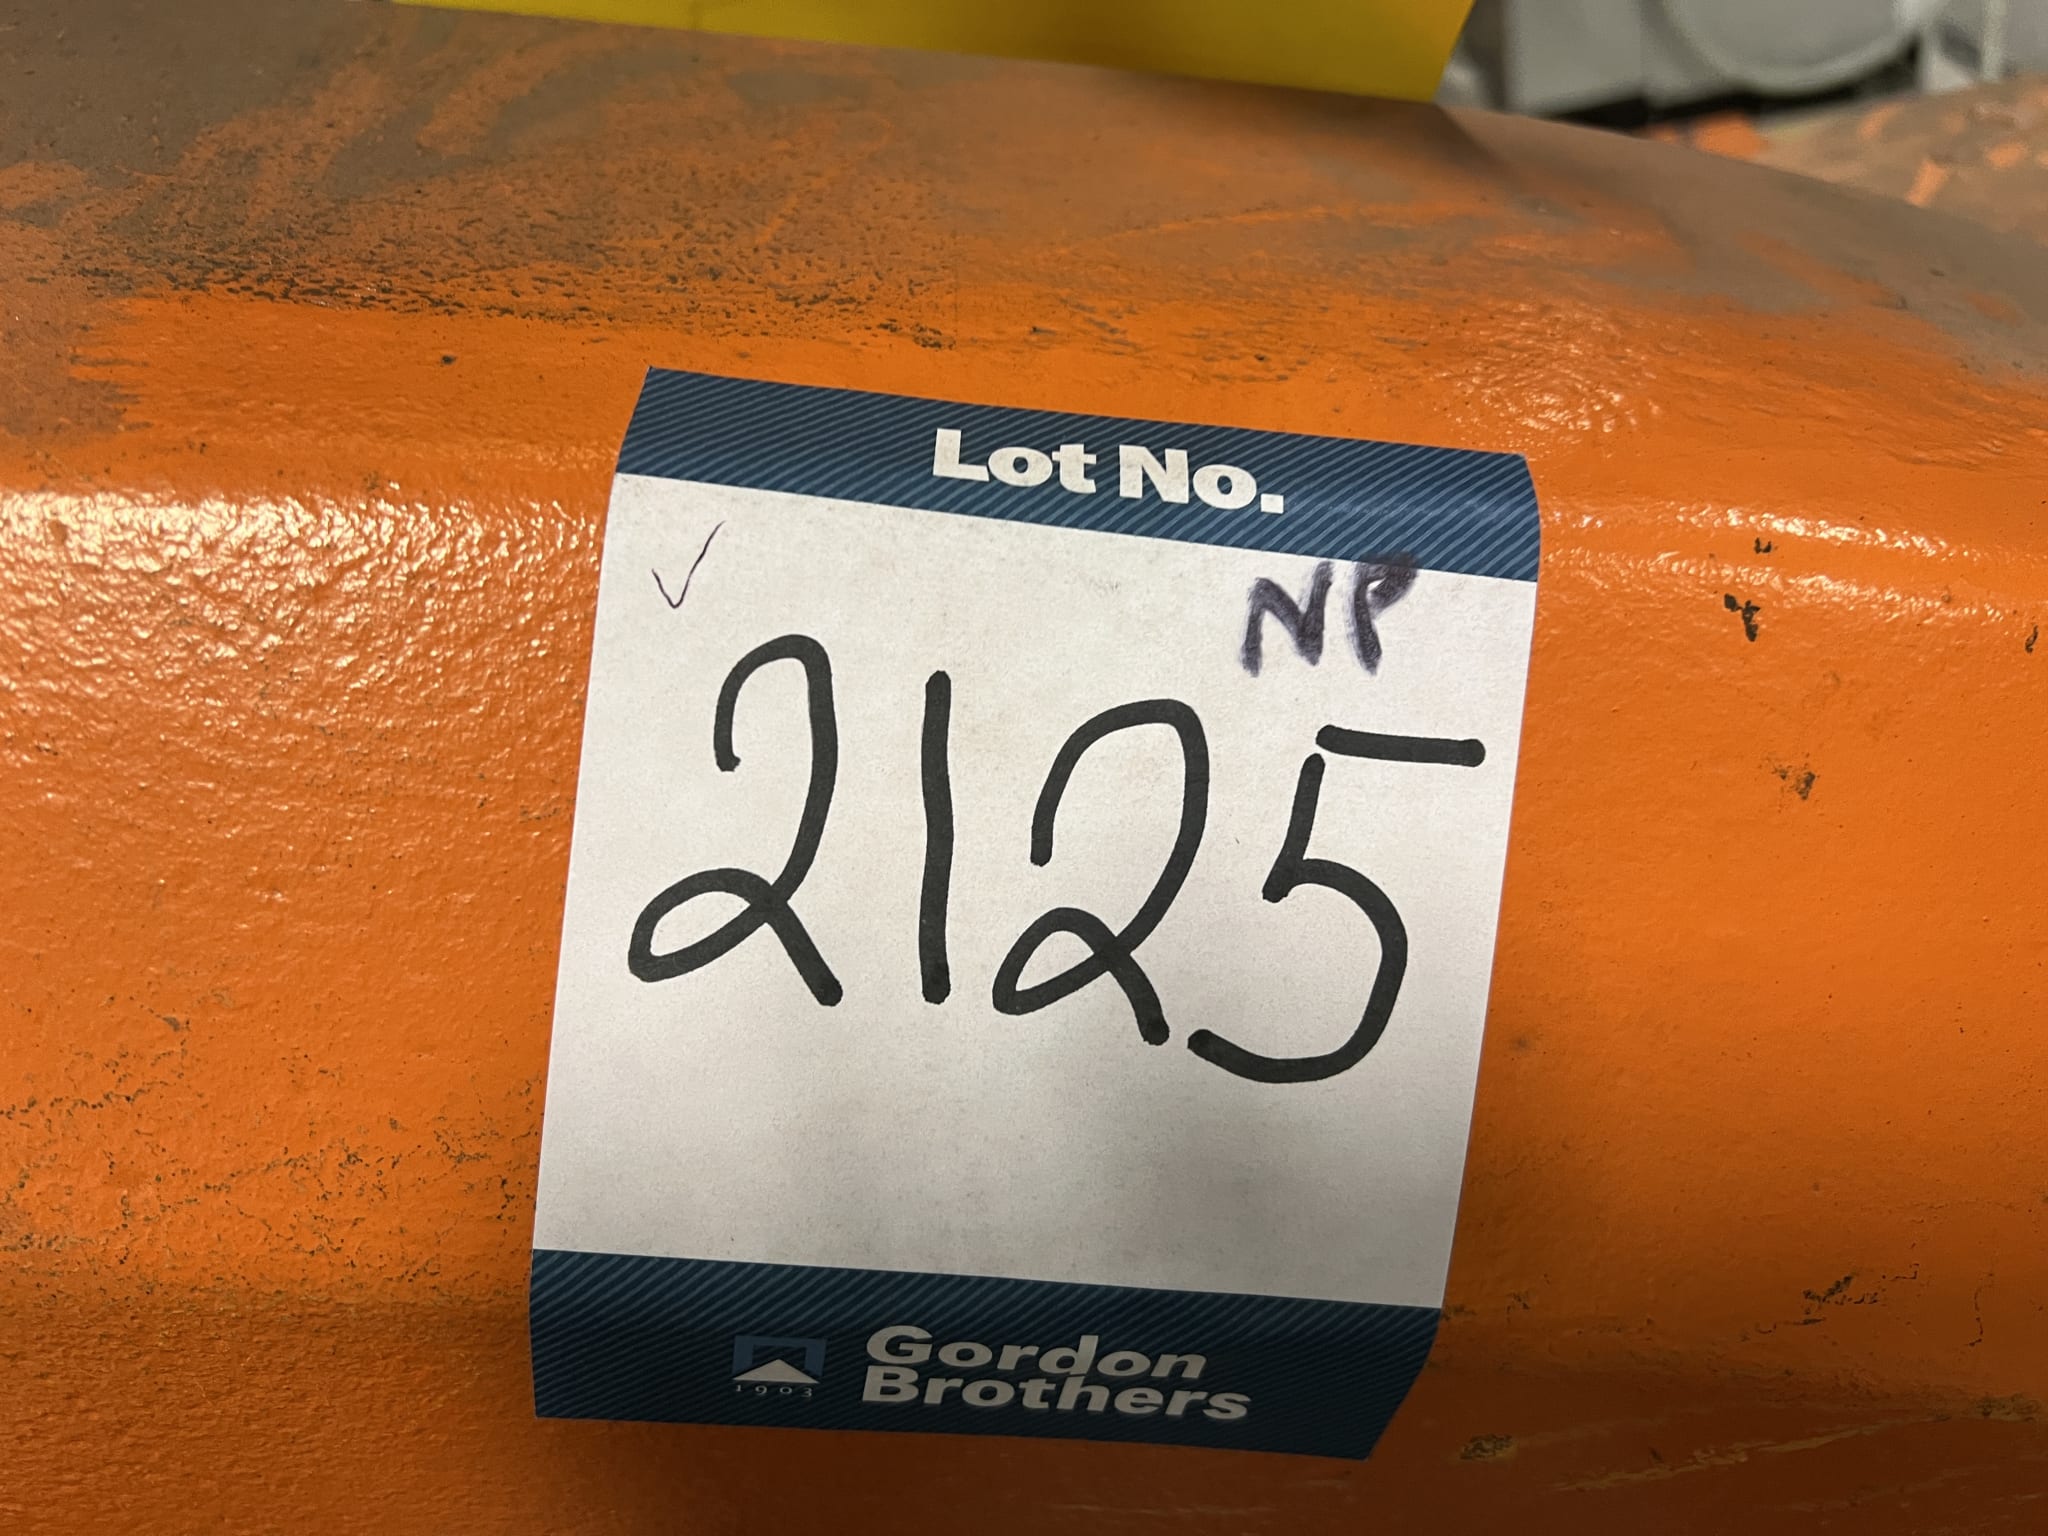 Lot No.
✓ NP
2125
1903
Gordon
Brothers